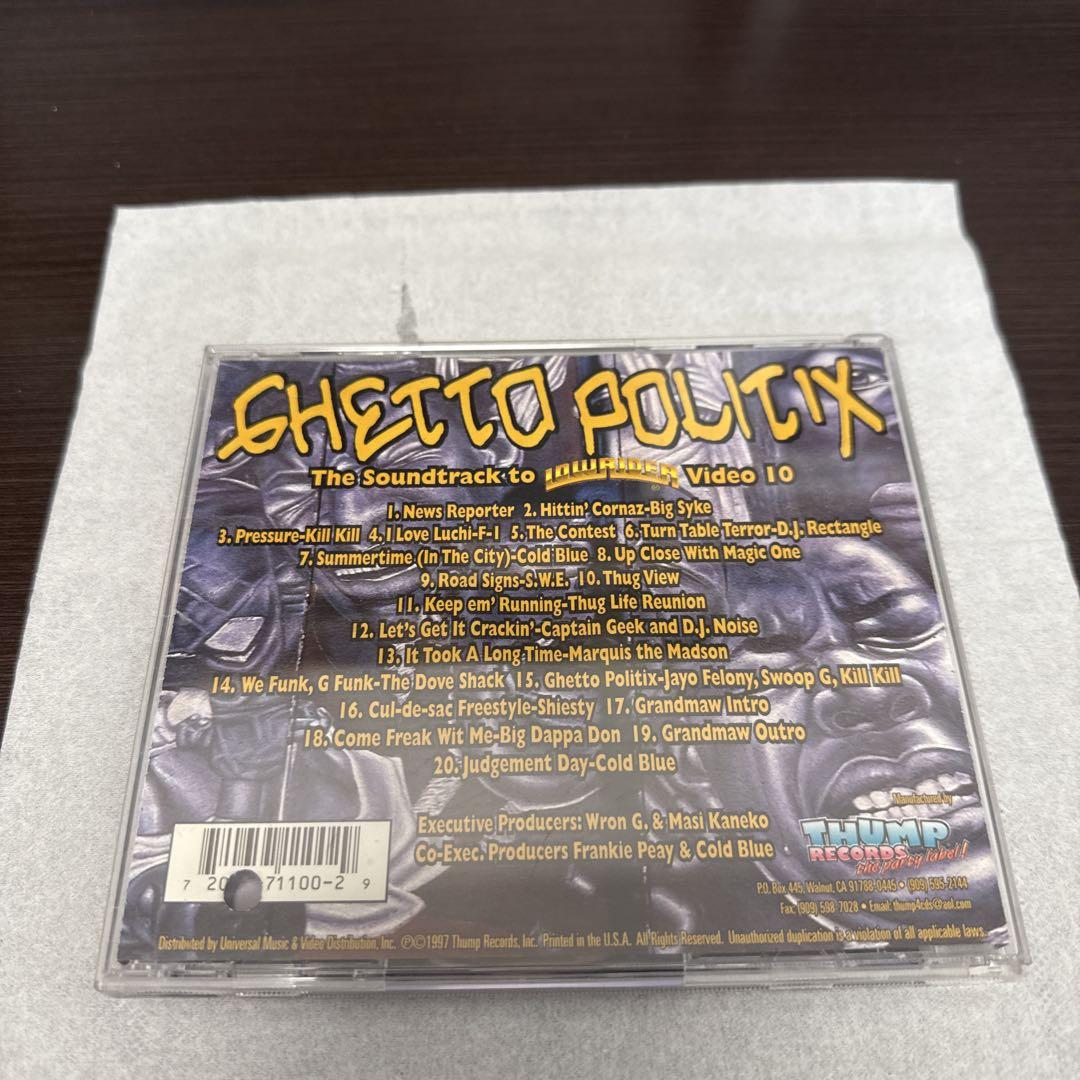 GHETTO POLITIX
The Soundtrack to LOWRIDER Video 10
1. News Reporter 2. Hittin' Cornaz-Big Syke
3. Pressure-Kill Kill 4. I Love Luchi-F-I 5. The Contest 6. Turn Table Terror-D.J. Rectangle
7. Summertime (In The City)-Cold Blue 8. Up Close With Magic One
9. Road Signs-S.W.E. 10. Thug View
11. Keep em' Running-Thug Life Reunion
12. Let's Get It Crackin'-Captain Geek and D.J. Noise
13. It Took A Long Time-Marquis the Madson
14. We Funk, G Funk-The Dove Shack 15. Ghetto Politix-Jayo Felony, Swoop G, Kill Kill
16. Cul-de-sac Freestyle-Shiesty 17. Grandmaw Intro
18. Come Freak Wit Me-Big Dappa Don 19. Grandmaw Outro
20. Judgement Day-Cold Blue
Executive Producers: Wron G, & Masi Kaneko
Co-Exec. Producers Frankie Peay & Cold Blue
Manufactured by
THUMP
RECORDS
the party label!
7 20 71100-2 9
P.O. Box 445, Walnut, CA 91788-0445 • (909) 595-2144
Fax: (909) 598-7028 • Email: thump4cds@aol.com
Distributed by Universal Music & Video Distribution, Inc. ℗©1997 Thump Records, Inc. Printed in the U.S.A. All Rights Reserved. Unauthorized duplication is a violation of all applicable laws.